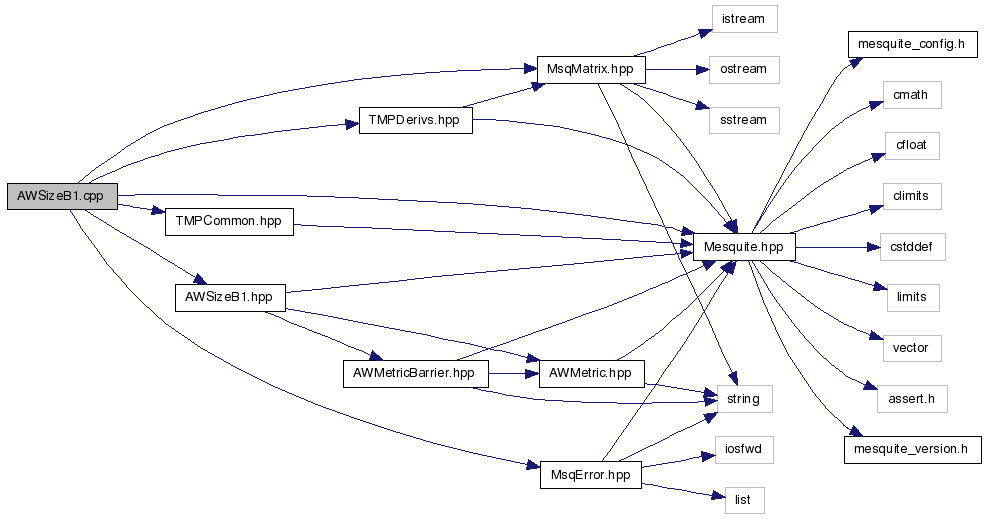 istream
mesquite_config.h
MsqMatrix.hpp
ostream
cmath
sstream
TMPDerivs.hpp
cfloat
AWSizeB1.cpp
climits
TMPCommon.hpp
Mesquite.hpp
cstddef
AWSizeB1.hpp
limits
vector
AWMetricBarrier.hpp
AWMetric.hpp
string
assert.h
iosfwd
mesquite_version.h
MsqError.hpp
list